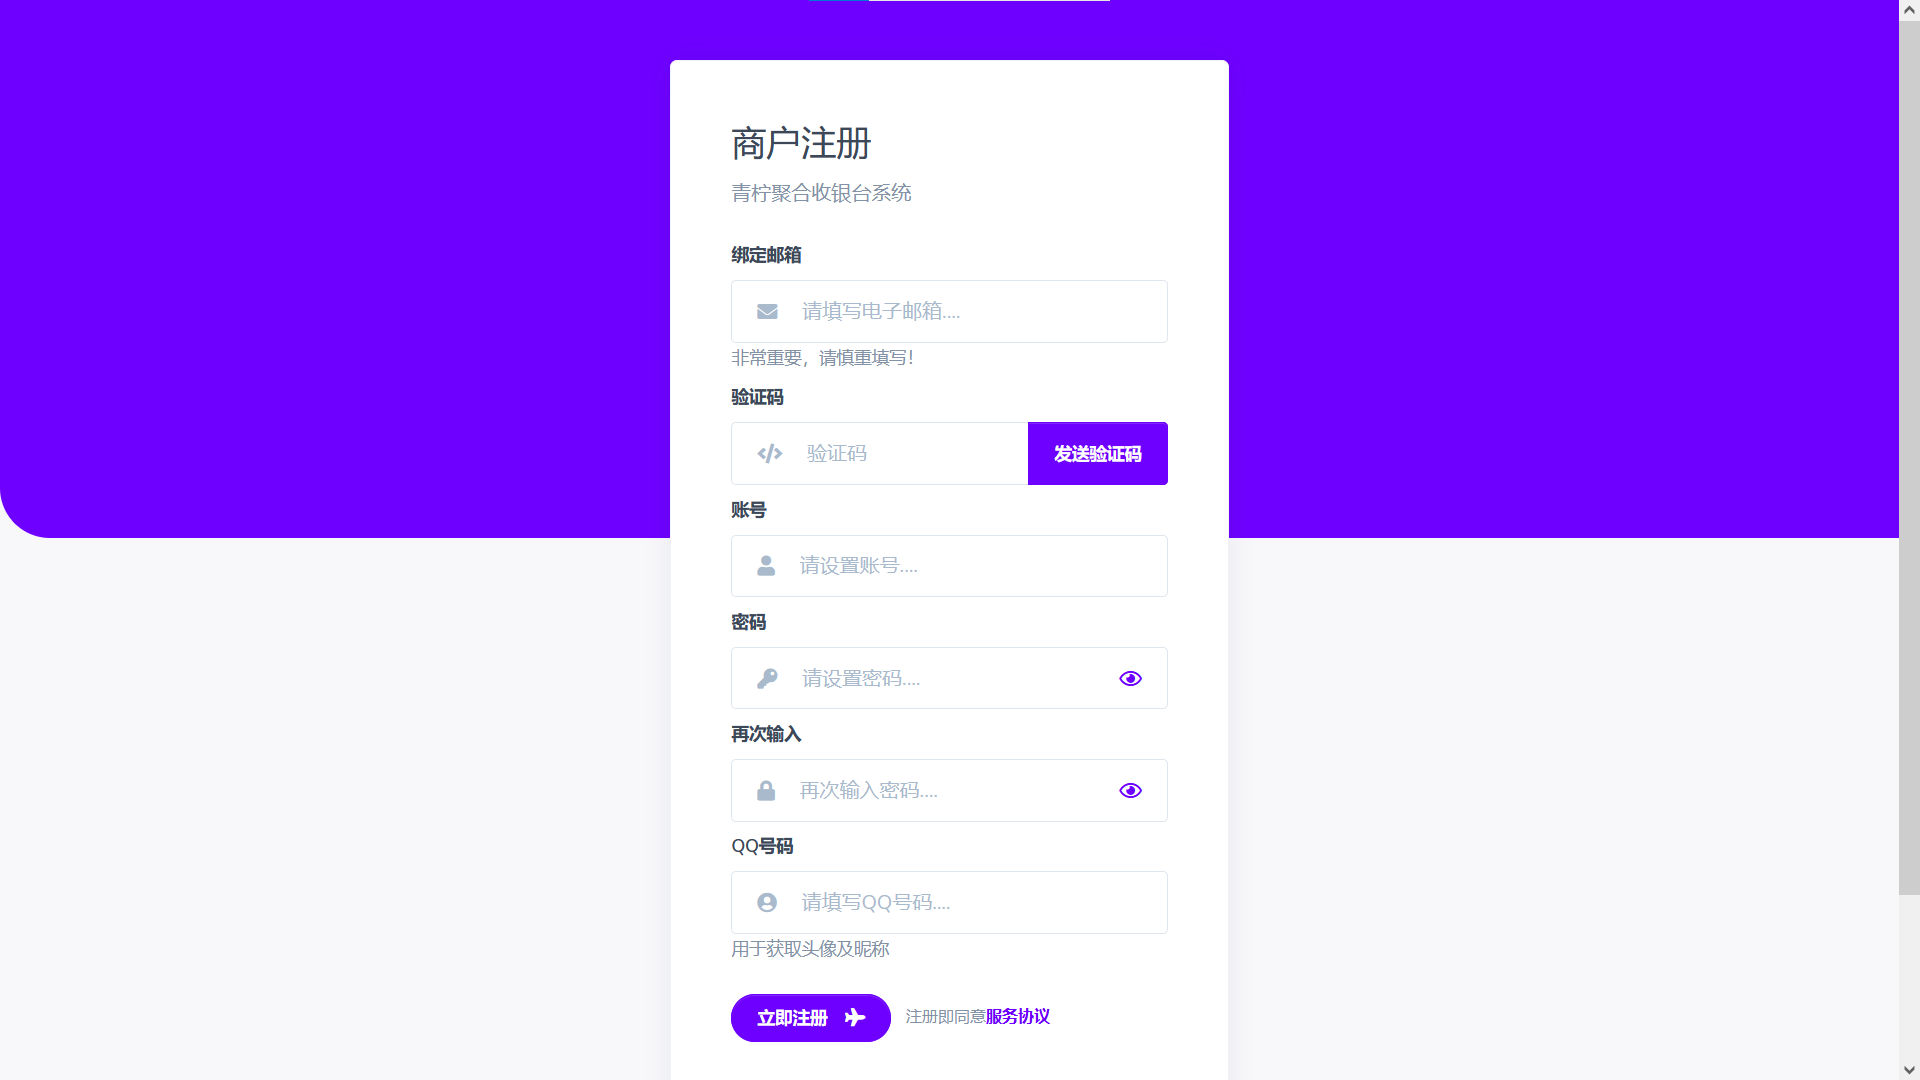 商户注册
青柠聚合收银台系统
绑定邮箱
请填写电子邮箱....
非常重要，请慎重填写！
验证码
验证码
发送验证码
账号
请设置账号....
密码
请设置密码....
再次输入
再次输入密码....
QQ号码
请填写QQ号码....
用于获取头像及昵称
立即注册
注册即同意服务协议